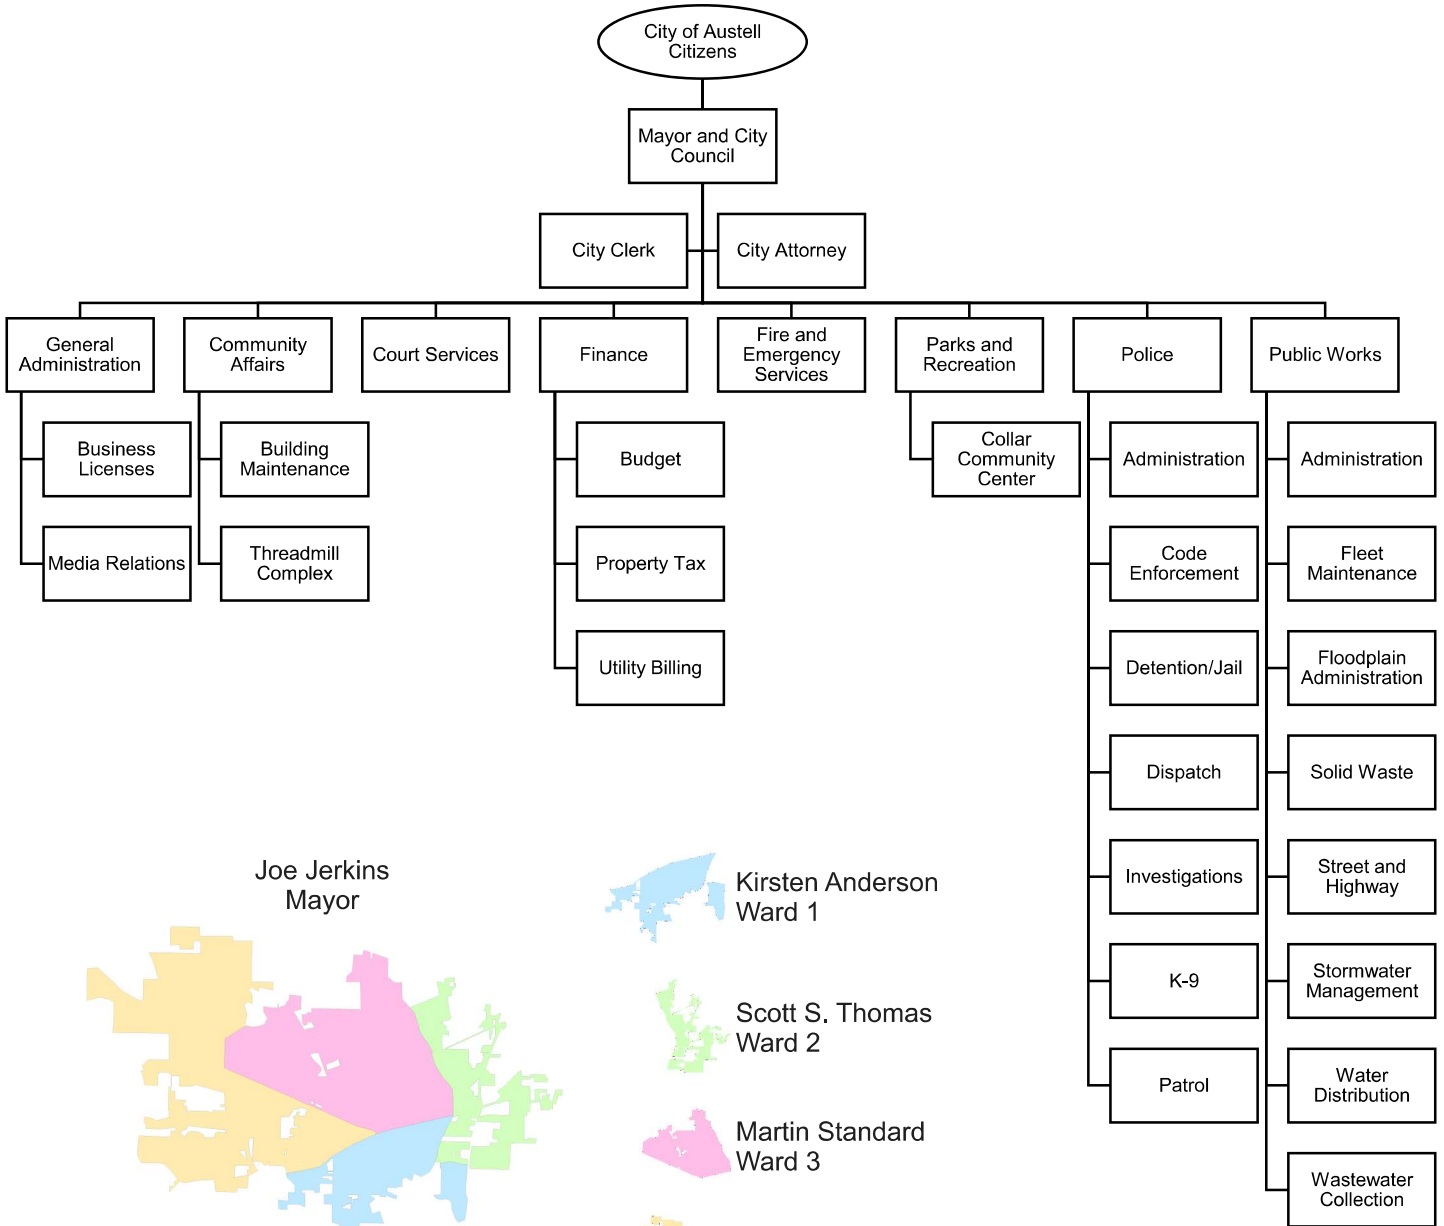 City of Austell
Citizens
Mayor and City
Council
City Clerk
City Attorney
General
Administration
Community
Affairs
Court Services
Finance
Fire and
Emergency
Services
Parks and
Recreation
Police
Public Works
Business
Licenses
Building
Maintenance
Budget
Collar
Community
Center
Administration
Administration
Media Relations
Threadmill
Complex
Property Tax
Code
Enforcement
Fleet
Maintenance
Utility Billing
Detention/Jail
Floodplain
Administration
Dispatch
Solid Waste
Investigations
Street and
Highway
K-9
Stormwater
Management
Patrol
Water
Distribution
Wastewater
Collection
Joe Jerkins
Mayor
Kirsten Anderson
Ward 1
Scott S. Thomas
Ward 2
Martin Standard
Ward 3